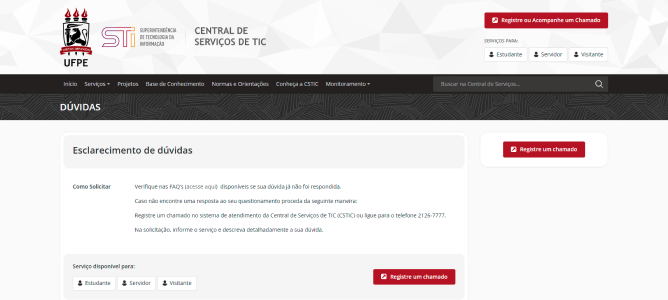 UFPE
STi
SUPERINTENDÊNCIA
DE TECNOLOGIA DA
INFORMAÇÃO
CENTRAL DE
SERVIÇOS DE TIC
Registre ou Acompanhe um Chamado
SERVIÇOS PARA:
Estudante Servidor Visitante
Início Serviços Projetos Base de Conhecimento Normas e Orientações Conheça a CSTIC Monitoramento Buscar na Central de Serviços...
DÚVIDAS
Esclarecimento de dúvidas
Registre um chamado
Como Solicitar Verifique nas FAQ's (acesse aqui) disponíveis se sua dúvida já não foi respondida.
Caso não encontre uma resposta ao seu questionamento proceda da seguinte maneira:
Registre um chamado no sistema de atendimento da Central de Serviços de TIC (CSTIC) ou ligue para o telefone 2126-7777.
Na solicitação, informe o serviço e descreva detalhadamente a sua dúvida.
Serviço disponível para:
Estudante Servidor Visitante
Registre um chamado